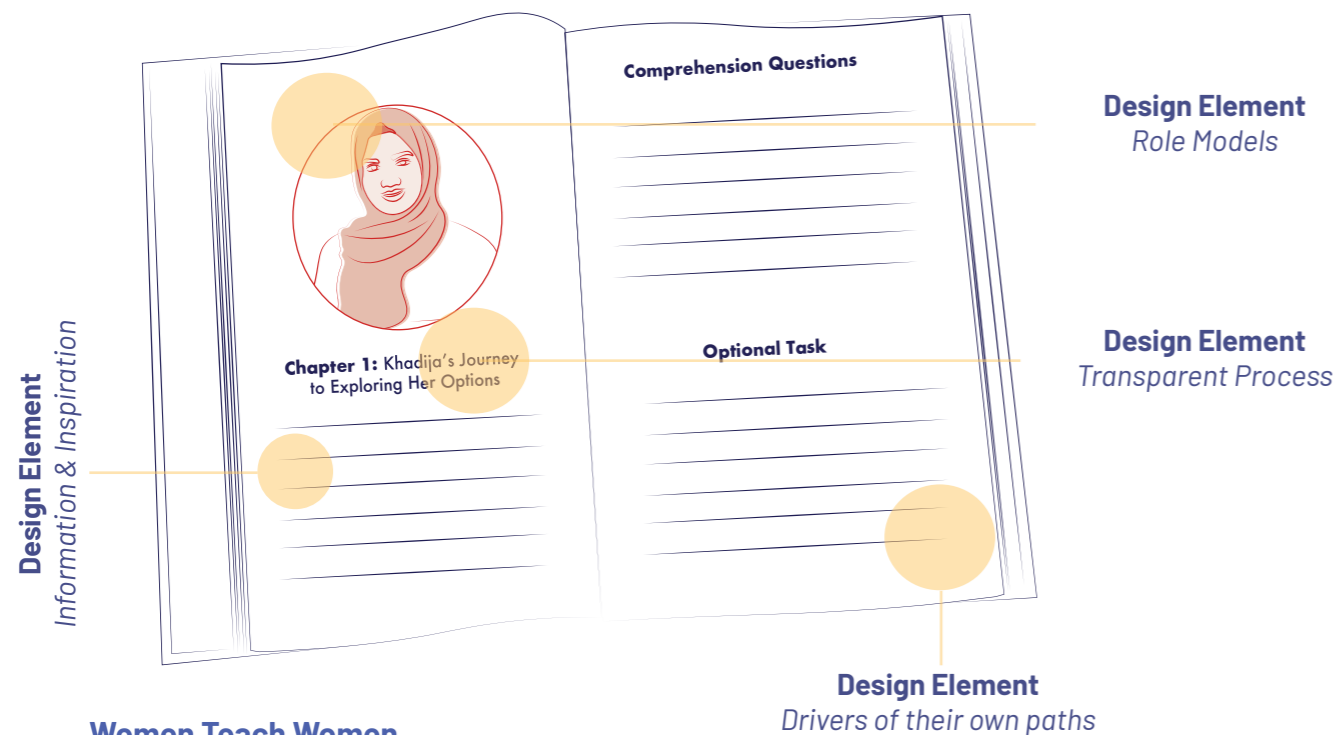 Comprehension Questions
Design Element
Role Models
Chapter 1: Khadija's Journey
to Exploring Her Options
Optional Task
Design Element
Transparent Process
Design Element
Information & Inspiration
Design Element
Drivers of their own paths
Women Teach Women